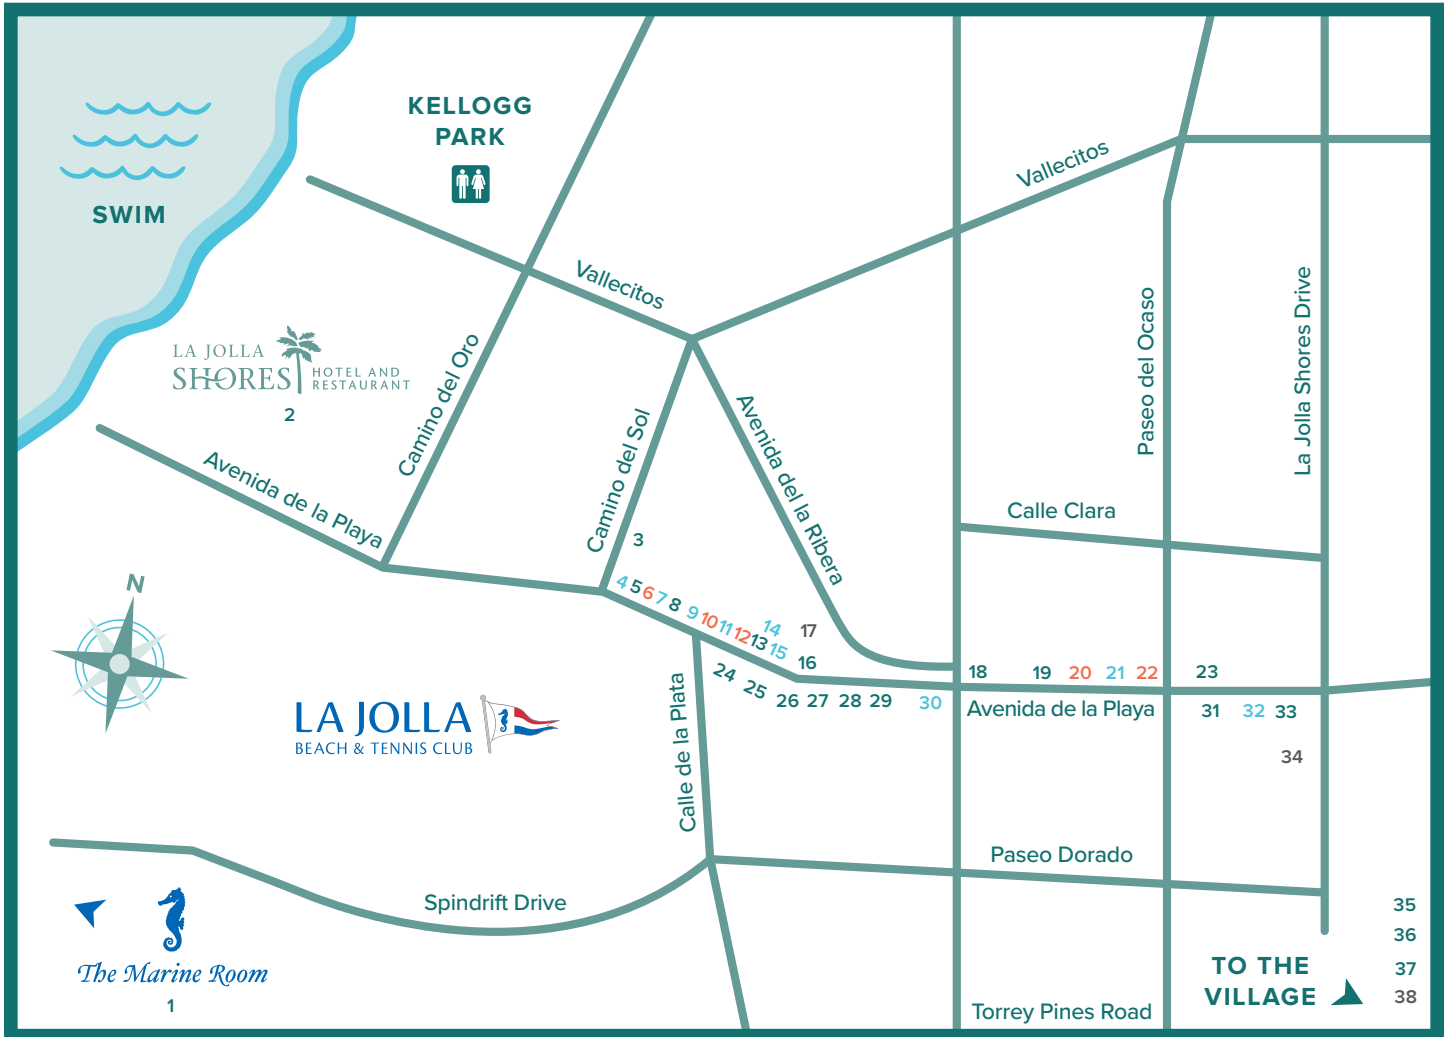 KELLOGG
PARK
SWIM
Vallecitos
Vallecitos
LA JOLLA
SHORES
HOTEL AND
RESTAURANT
2
Camino del Oro
Avenida de la Playa
Camino del Sol
3
Avenida del la Ribera
Paseo del Ocaso
La Jolla Shores Drive
Calle Clara
N
4 5 6 7 8 9 10 11 12 13 14 15
16
17
18 19 20 21 22 23
24 25 26 27 28 29 30
Avenida de la Playa
31 32 33
34
LA JOLLA
BEACH & TENNIS CLUB
Calle de la Plata
Paseo Dorado
Spindrift Drive
The Marine Room
1
Torrey Pines Road
TO THE
VILLAGE
35
36
37
38